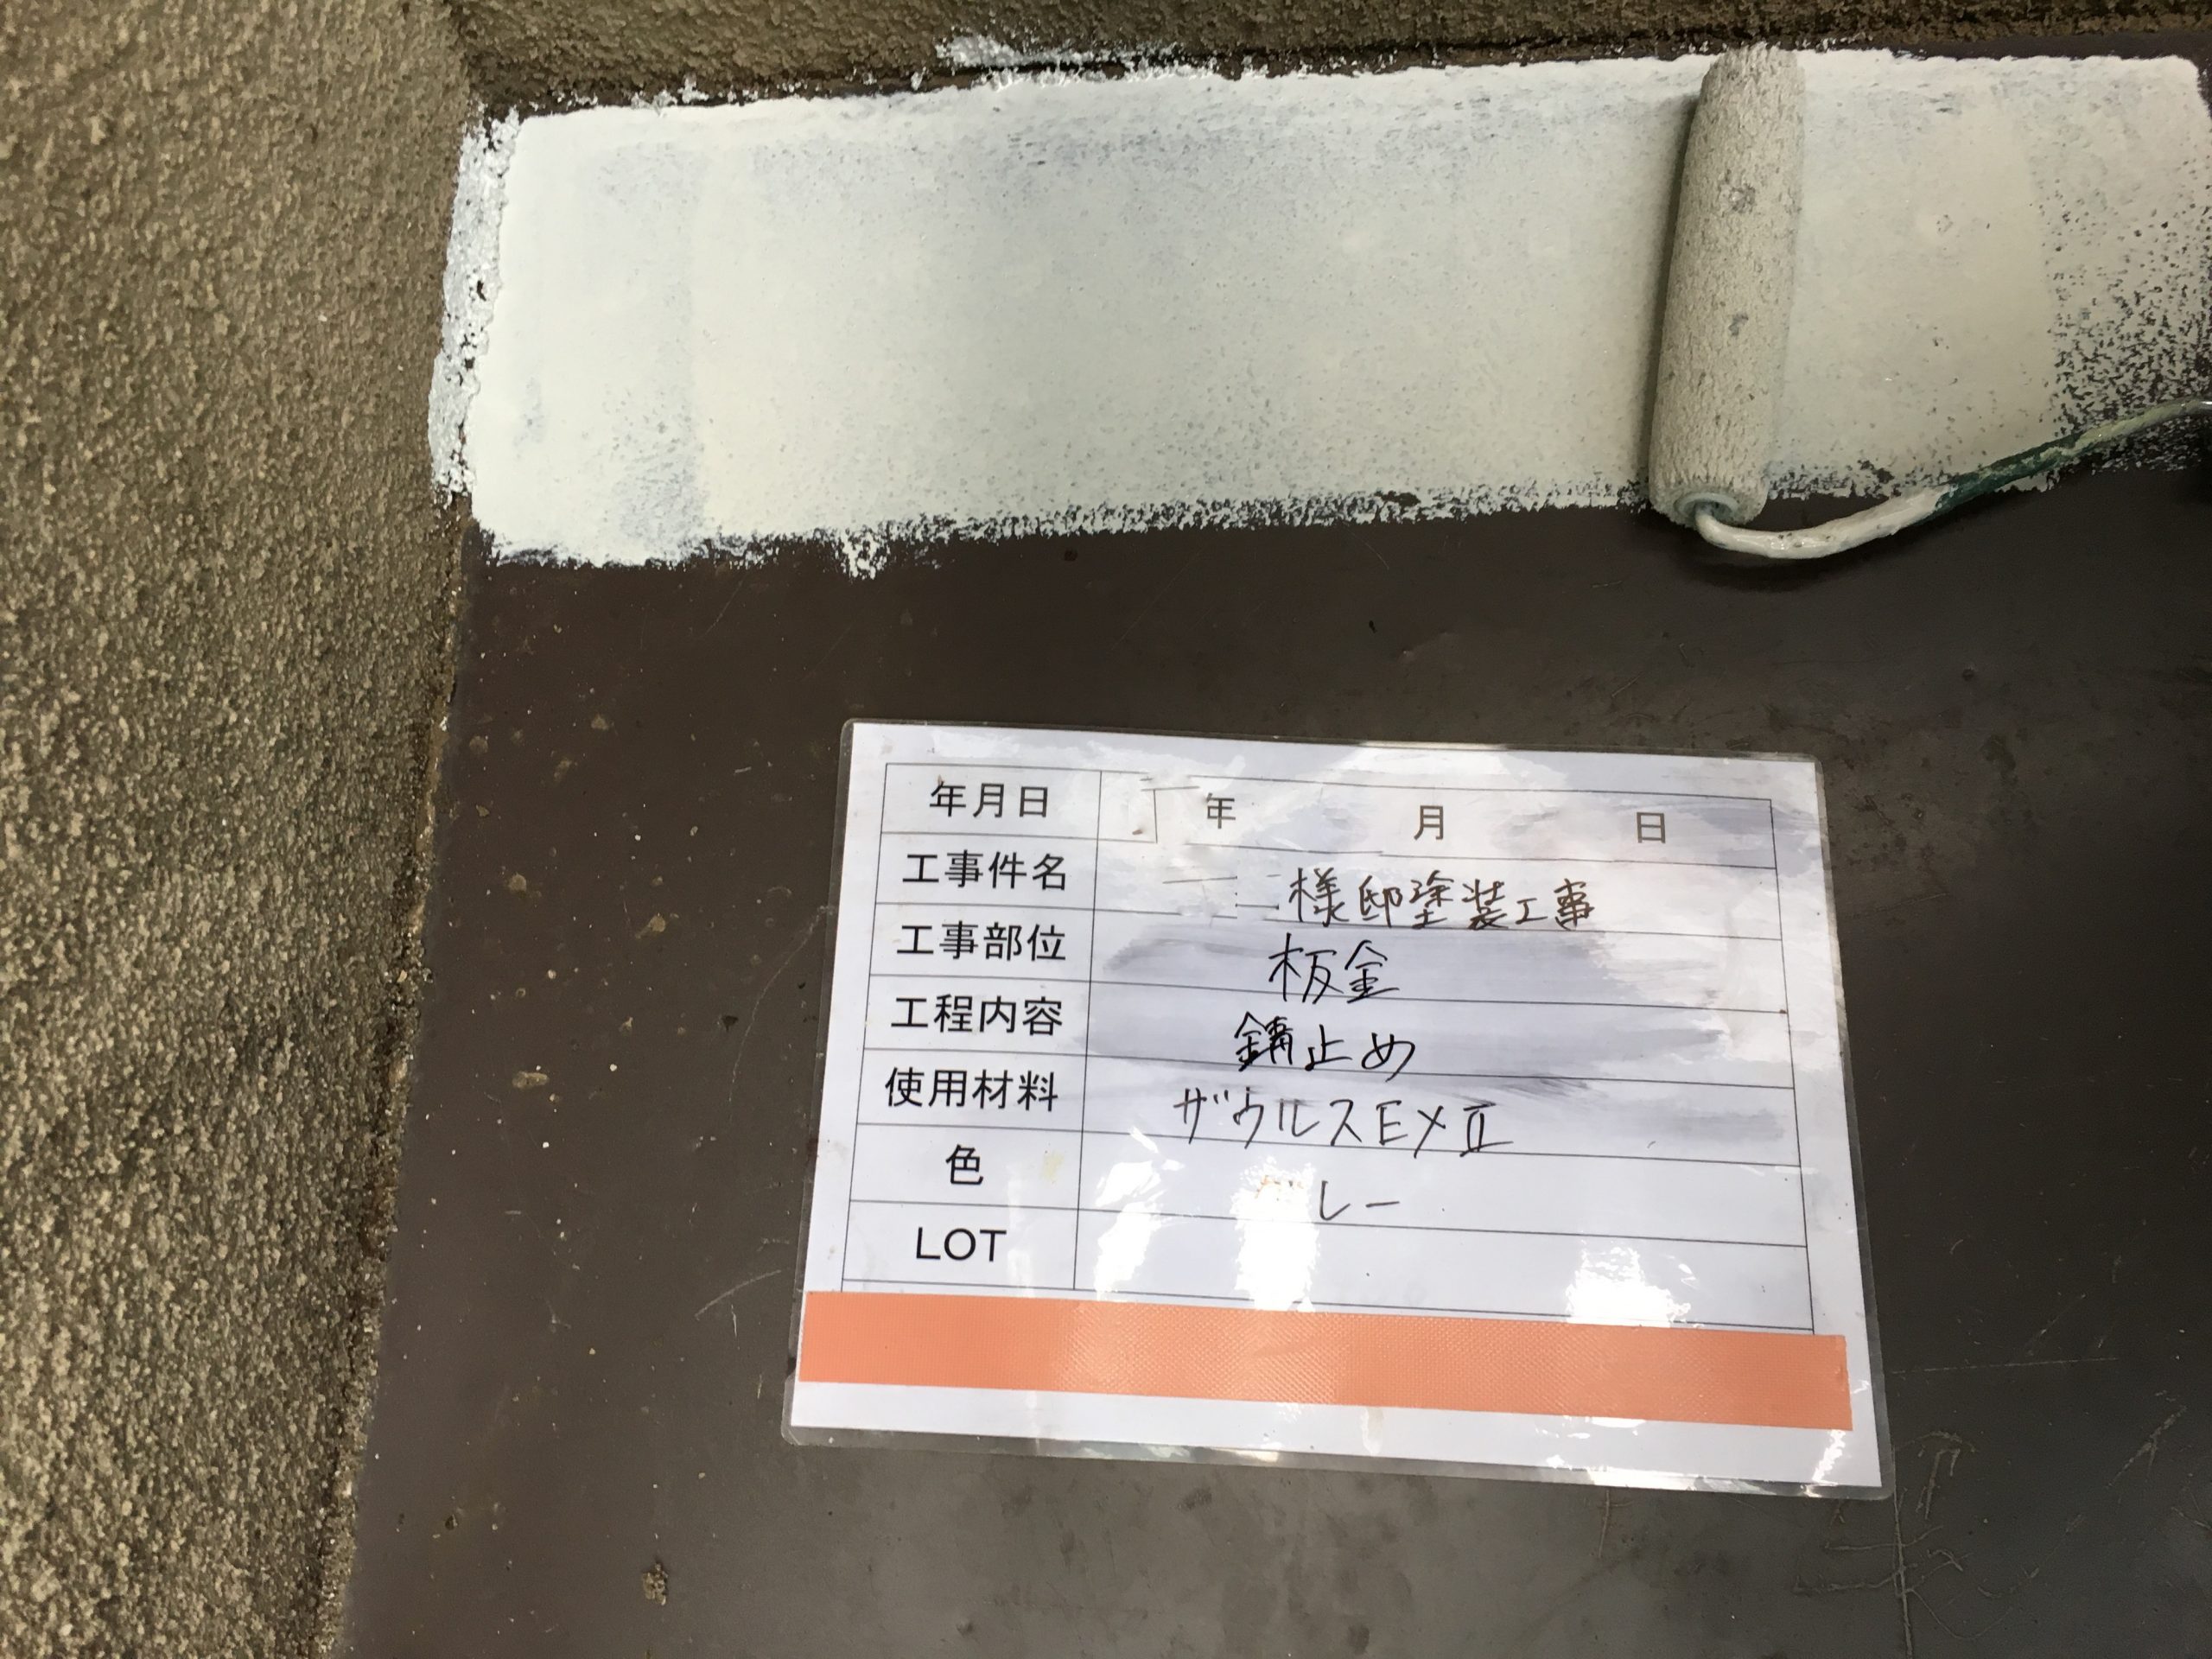 年月日 年 月 日
工事件名 様邸塗装工事
工事部位 板金
工程内容 錆止め
使用材料 ザウルスEXⅡ
色 レー
LOT